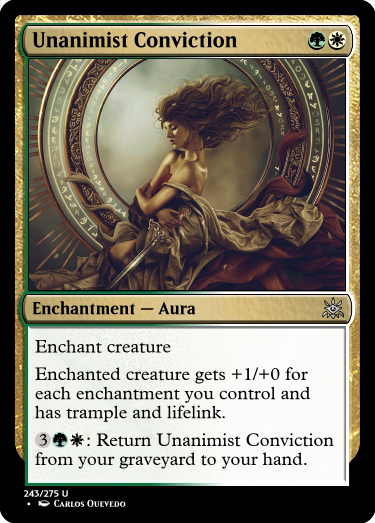 Unanimist Conviction
Enchantment — Aura
Enchant creature
Enchanted creature gets +1/+0 for
each enchantment you control and
has trample and lifelink.
3: Return Unanimist Conviction
from your graveyard to your hand.
243/275 U
• Carlos Quevedo